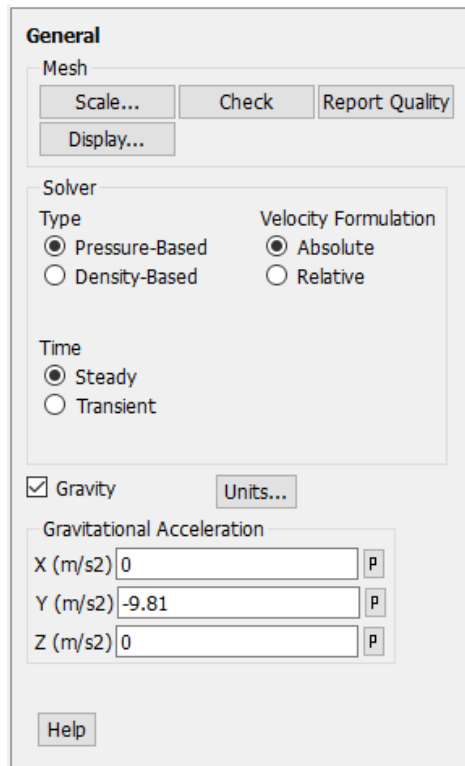 General
Mesh
Scale... Check Report Quality
Display...
Solver
Type Velocity Formulation
Pressure-Based Absolute
Density-Based Relative
Time
Steady
Transient
Gravity Units...
Gravitational Acceleration
X (m/s2) 0 P
Y (m/s2) -9.81 P
Z (m/s2) 0 P
Help